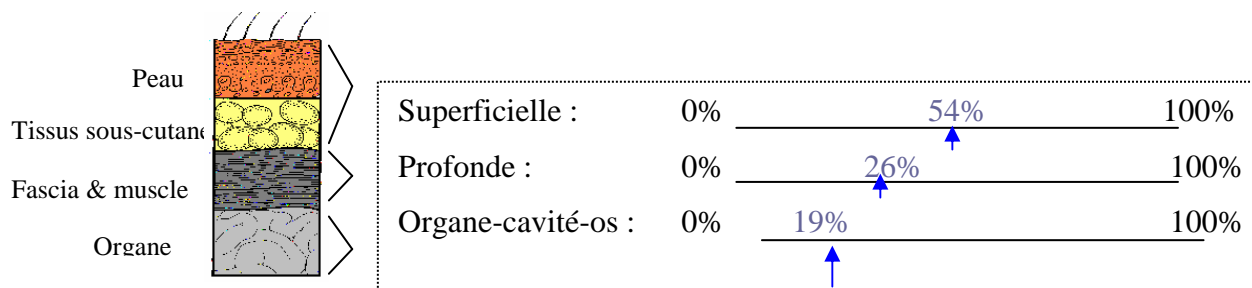 Peau
Tissus sous-cutané
Fascia & muscle
Organe
Superficielle : 0% 54% 100%
Profonde : 0% 26% 100%
Organe-cavité-os : 0% 19% 100%